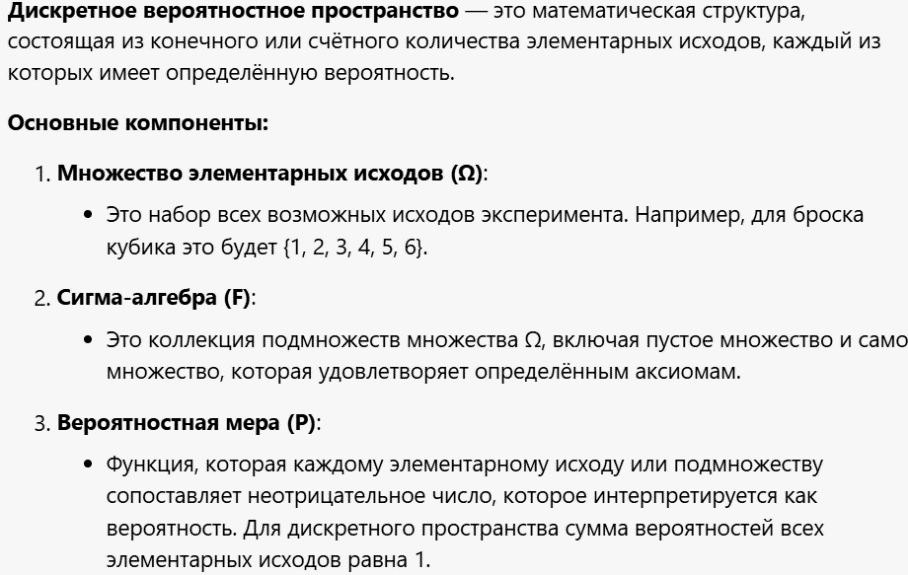 Дискретное вероятностное пространство — это математическая структура,
состоящая из конечного или счётного количества элементарных исходов, каждый из
которых имеет определённую вероятность.
Основные компоненты:
1. Множество элементарных исходов (Ω):
• Это набор всех возможных исходов эксперимента. Например, для броска
кубика это будет {1, 2, 3, 4, 5, 6}.
2. Сигма-алгебра (F):
• Это коллекция подмножеств множества Ω, включая пустое множество и само
множество, которая удовлетворяет определённым аксиомам.
3. Вероятностная мера (P):
• Функция, которая каждому элементарному исходу или подмножеству
сопоставляет неотрицательное число, которое интерпретируется как
вероятность. Для дискретного пространства сумма вероятностей всех
элементарных исходов равна 1.